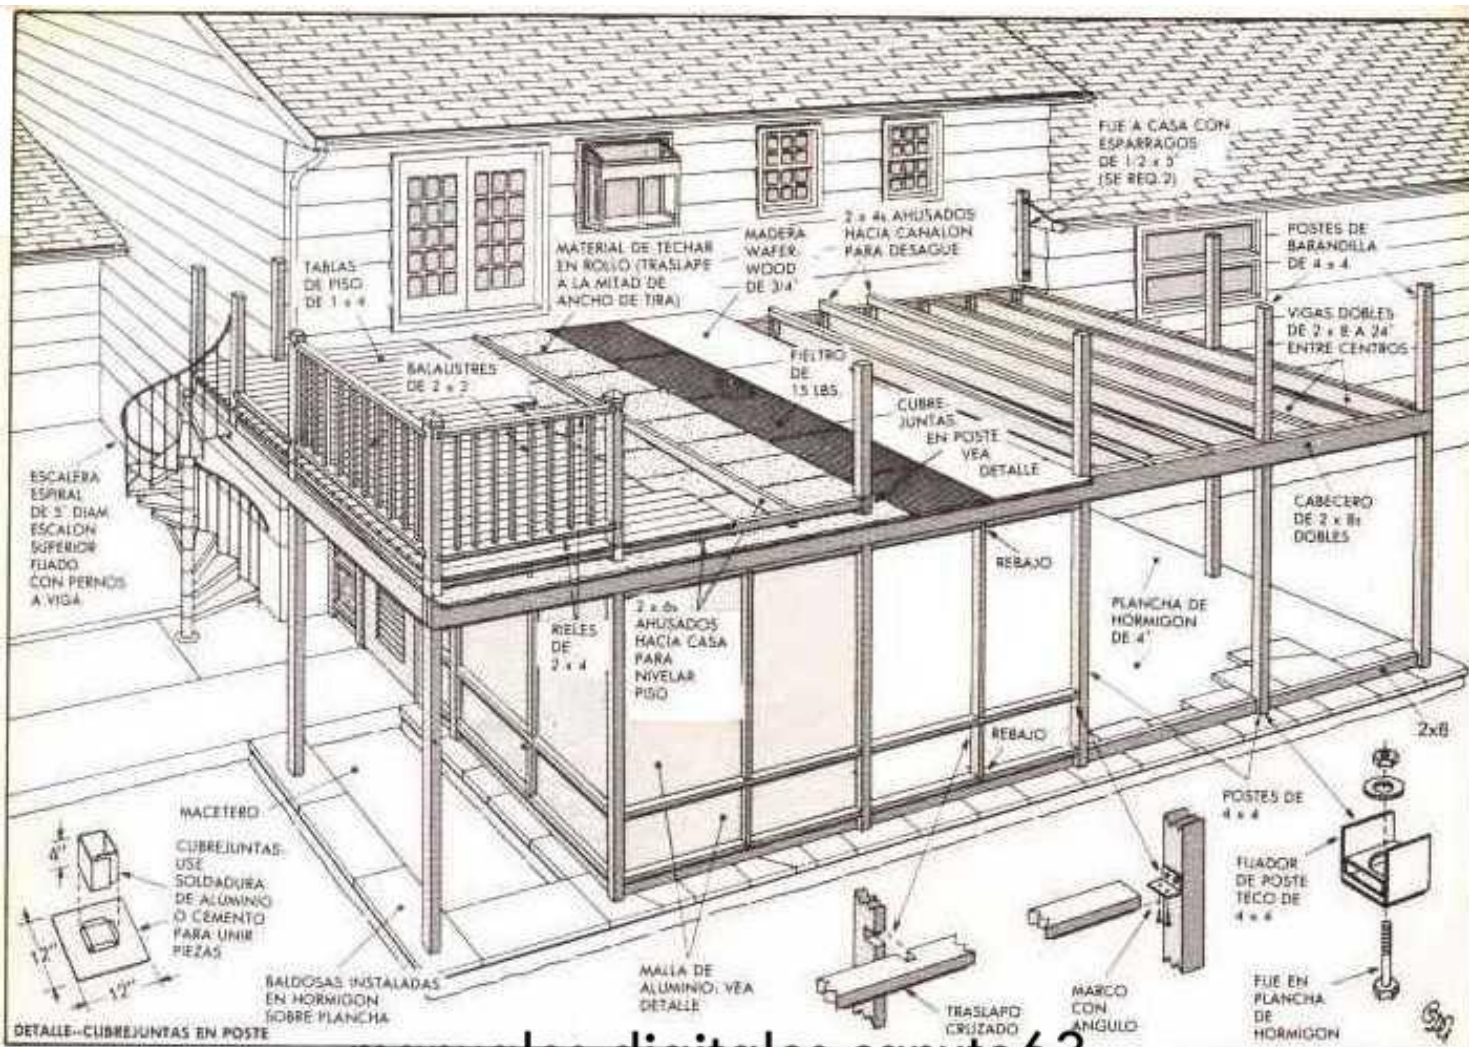 FIJE A CASA CON
ESPARRAGOS
DE 1/2 x 5"
(SE REQ. 2)
TABLAS
DE PISO
DE 1 x 4
MATERIAL DE TECHAR
EN ROLLO (TRASLAPE
A LA MITAD DE
ANCHO DE TIRA)
MADERA
WAFER-
WOOD
DE 3/4"
2 x 4s AHUSADOS
HACIA CANALON
PARA DESAGUE
POSTES DE
BARANDILLA
DE 4 x 4
VIGAS DOBLES
DE 2 x 8 A 24"
ENTRE CENTROS
BALAUSTRES
DE 2 x 2
FIELTRO
DE
15 LBS.
CUBRE-
JUNTAS
EN POSTE
VEA
DETALLE
ESCALERA
ESPIRAL
DE 5' DIAM.
ESCALON
SUPERIOR
FIJADO
CON PERNOS
A VIGA
CABECERO
DE 2 x 8s
DOBLES
REBAJO
PLANCHA DE
HORMIGON
DE 4"
RIELES
DE
2 x 4
2 x 6s
AHUSADOS
HACIA CASA
PARA
NIVELAR
PISO
REBAJO
MACETERO
POSTES DE
4 x 4
4"
CUBREJUNTAS:
USE
SOLDADURA
DE ALUMINIO
O CEMENTO
PARA UNIR
PIEZAS
12"
12"
FIJADOR
DE POSTE
TECO DE
4 x 4
BALDOSAS INSTALADAS
EN HORMIGON
SOBRE PLANCHA
MALLA DE
ALUMINIO; VEA
DETALLE
TRASLAPO
CRUZADO
MARCO
CON
ANGULO
FIJE EN
PLANCHA
DE
HORMIGON
DETALLE--CUBREJUNTAS EN POSTE